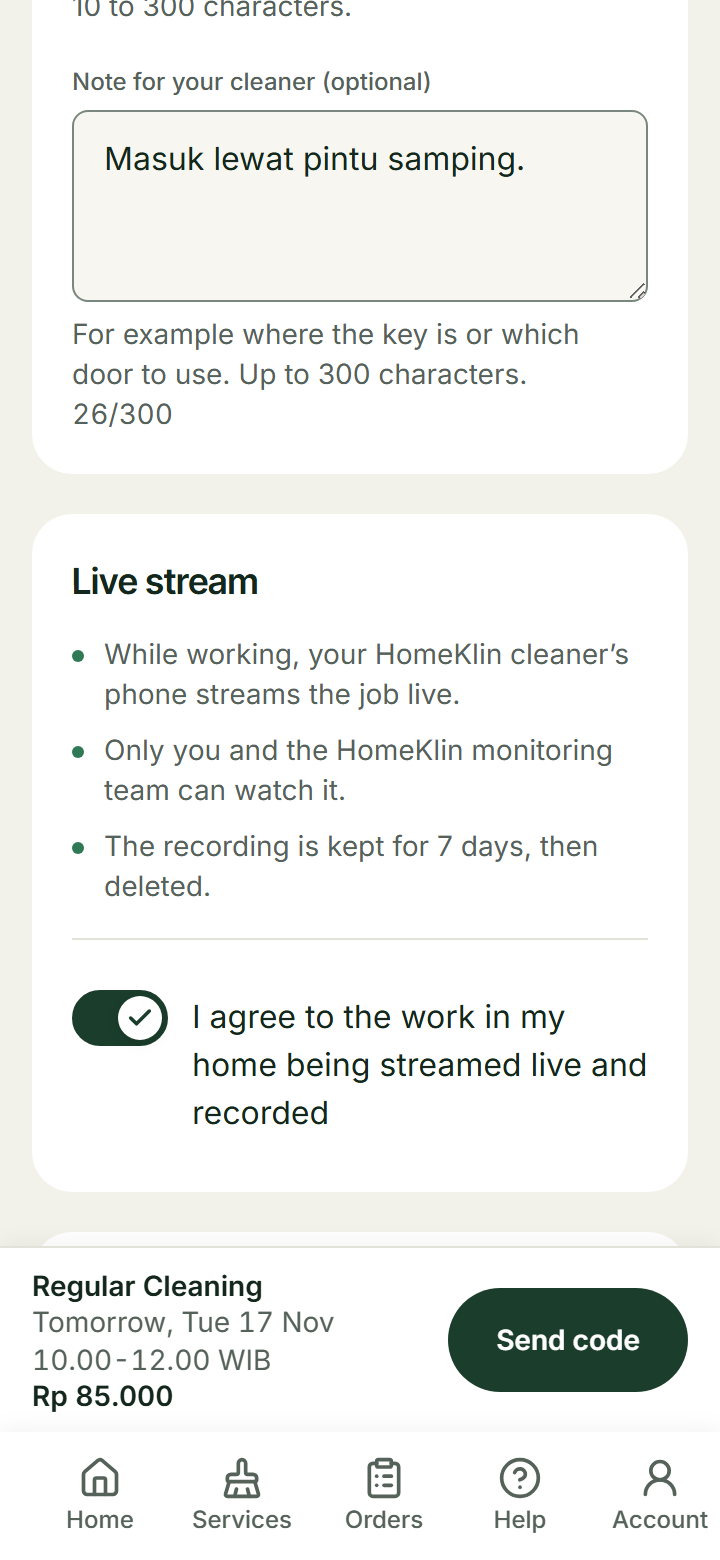 10 to 300 characters.
Note for your cleaner (optional)
Masuk lewat pintu samping.
For example where the key is or which
door to use. Up to 300 characters.
26/300
Live stream
While working, your HomeKlin cleaner’s
phone streams the job live.
Only you and the HomeKlin monitoring
team can watch it.
The recording is kept for 7 days, then
deleted.
I agree to the work in my
home being streamed live and
recorded
Regular Cleaning
Tomorrow, Tue 17 Nov
10.00-12.00 WIB
Rp 85.000
Send code
Home
Services
Orders
Help
Account